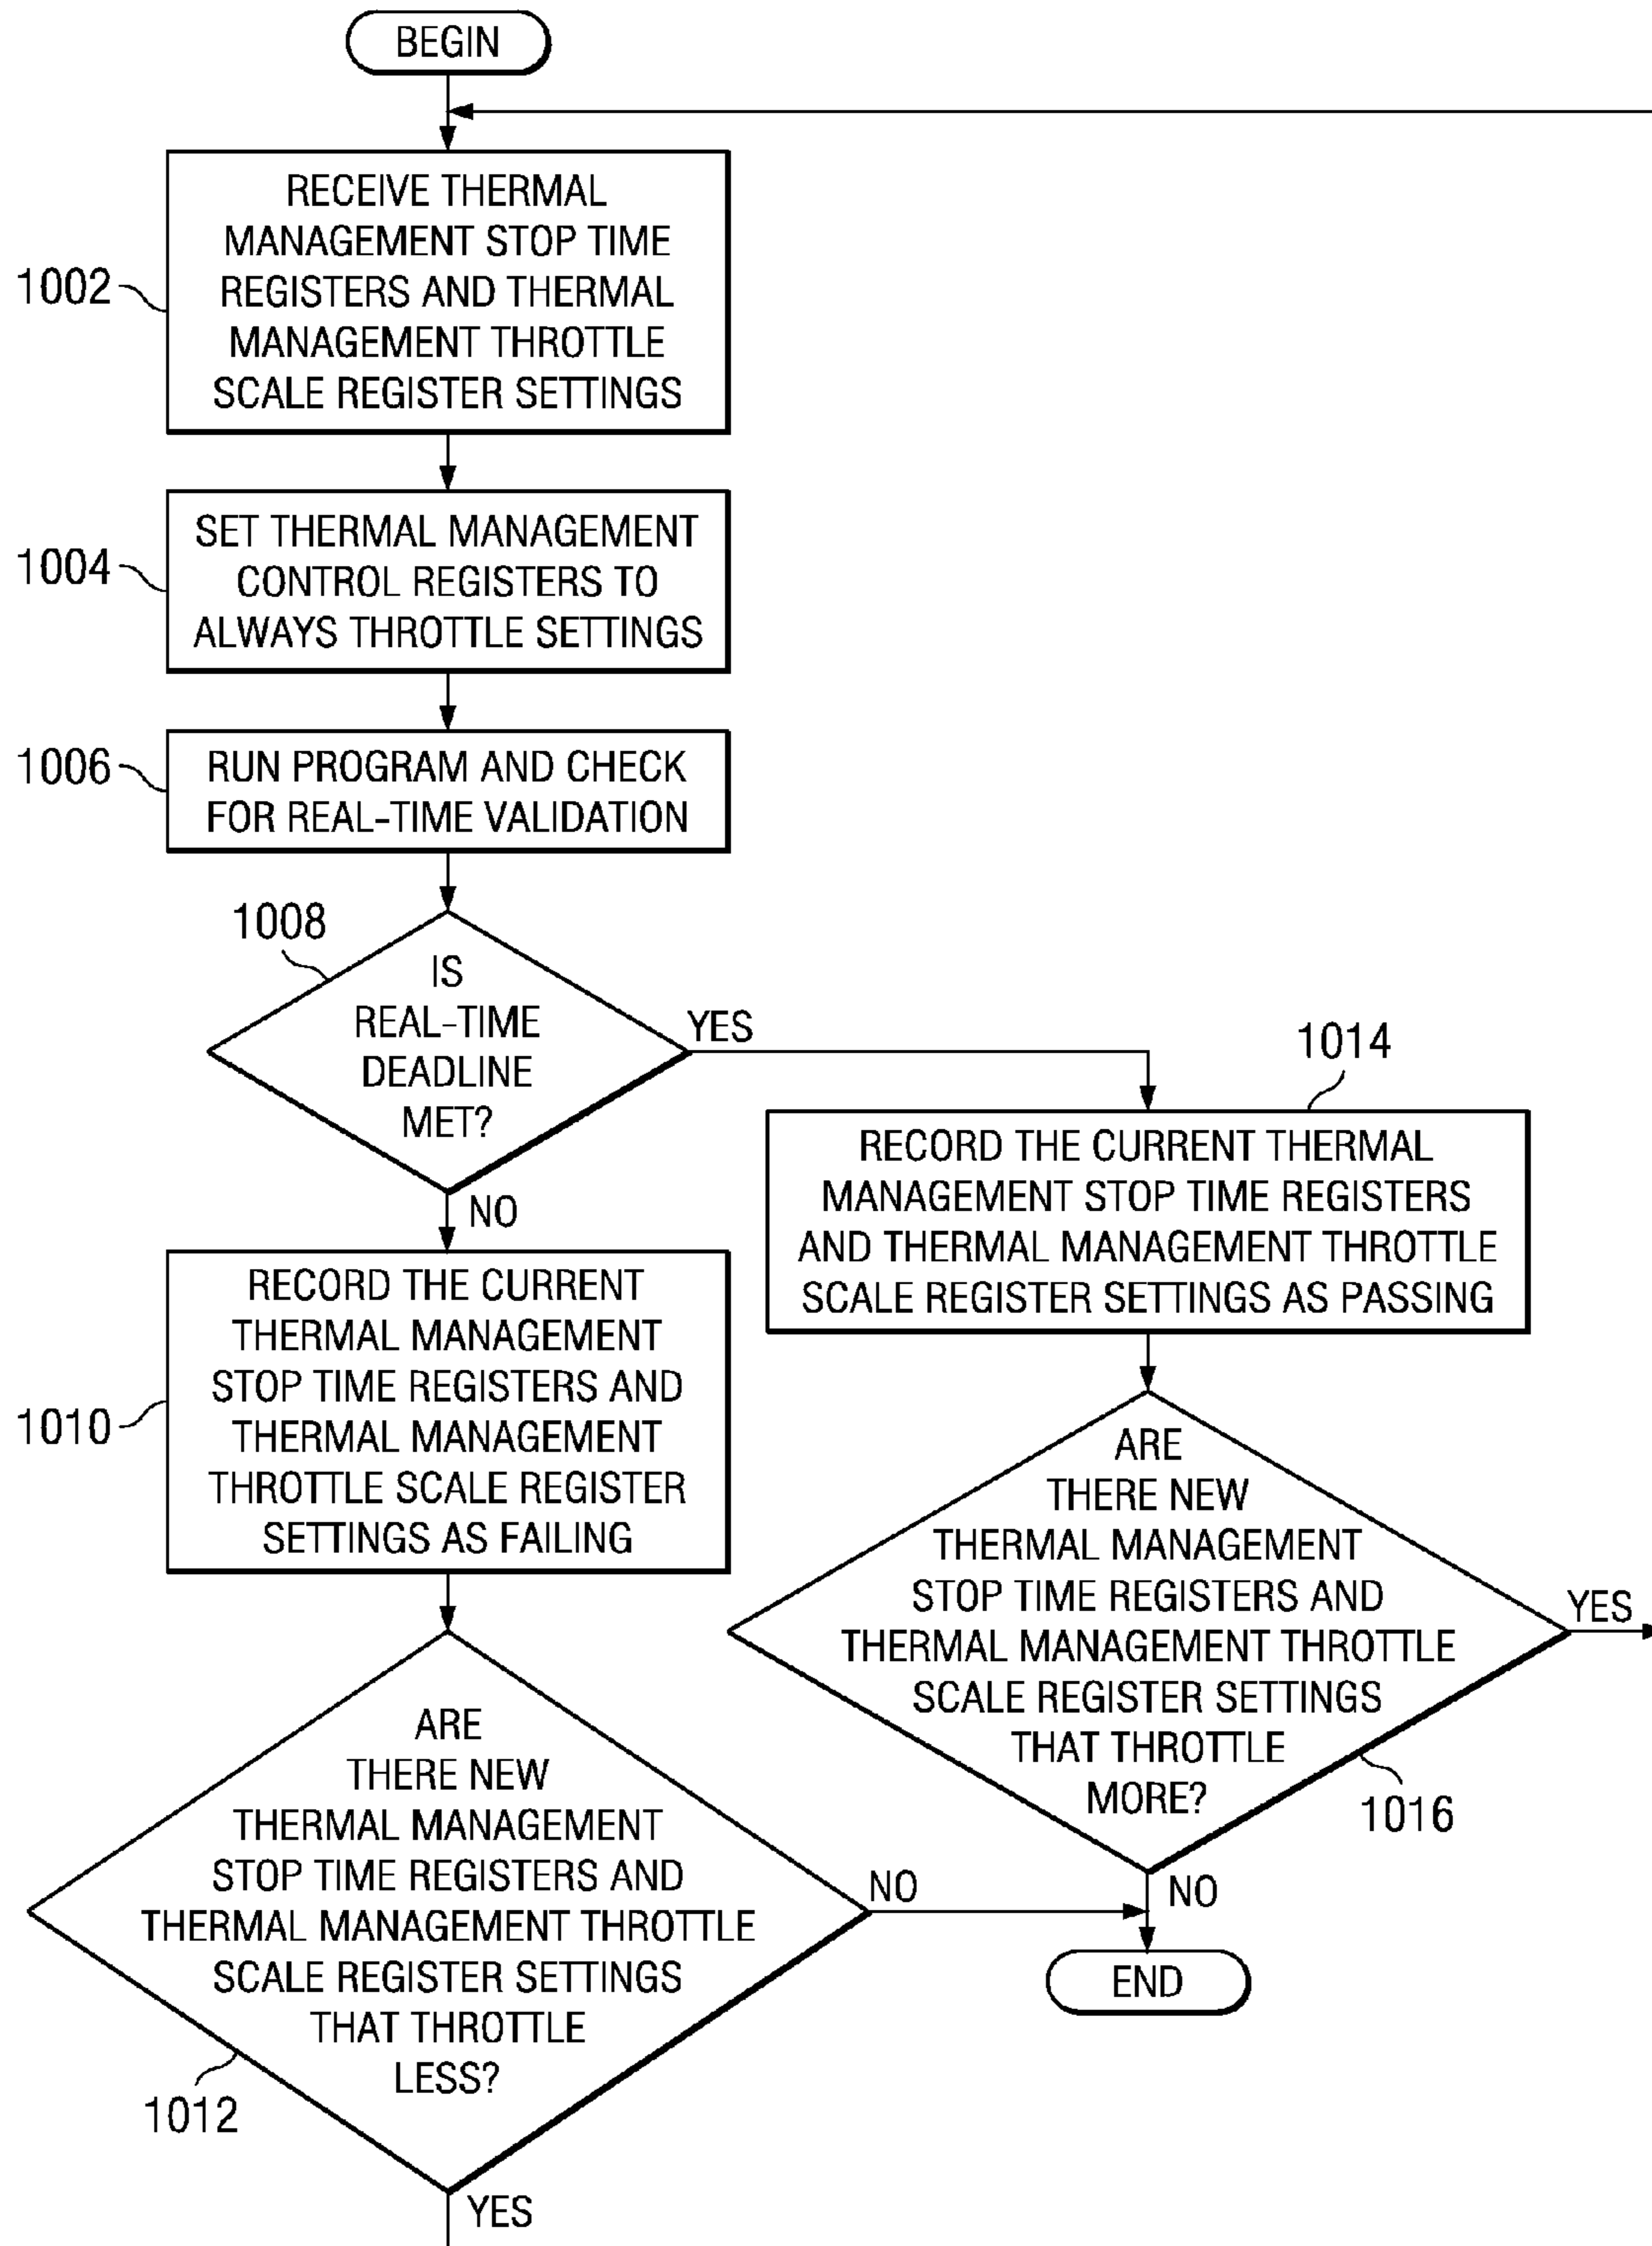 BEGIN
1002
RECEIVE THERMAL
MANAGEMENT STOP TIME
REGISTERS AND THERMAL
MANAGEMENT THROTTLE
SCALE REGISTER SETTINGS
1004
SET THERMAL MANAGEMENT
CONTROL REGISTERS TO
ALWAYS THROTTLE SETTINGS
1006
RUN PROGRAM AND CHECK
FOR REAL-TIME VALIDATION
1008
IS
REAL-TIME
DEADLINE
MET?
YES
NO
1010
RECORD THE CURRENT
THERMAL MANAGEMENT
STOP TIME REGISTERS AND
THERMAL MANAGEMENT
THROTTLE SCALE REGISTER
SETTINGS AS FAILING
1012
ARE
THERE NEW
THERMAL MANAGEMENT
STOP TIME REGISTERS AND
THERMAL MANAGEMENT THROTTLE
SCALE REGISTER SETTINGS
THAT THROTTLE
LESS?
NO
YES
1014
RECORD THE CURRENT THERMAL
MANAGEMENT STOP TIME REGISTERS
AND THERMAL MANAGEMENT THROTTLE
SCALE REGISTER SETTINGS AS PASSING
ARE
THERE NEW
THERMAL MANAGEMENT
STOP TIME REGISTERS AND
THERMAL MANAGEMENT THROTTLE
SCALE REGISTER SETTINGS
THAT THROTTLE
MORE?
1016
YES
NO
END